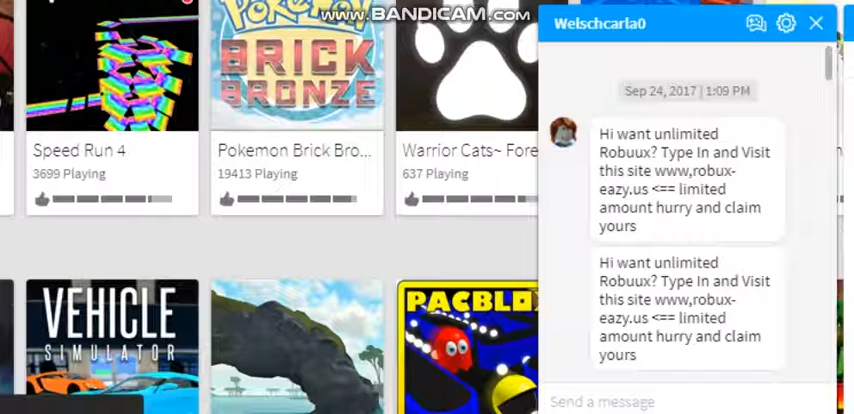 www.BANDICAM.com
Welschcarla0
POKÉMON
BRICK
BRONZE
Speed Run 4
3699 Playing
Pokemon Brick Bro...
19413 Playing
Warrior Cats~ Fore
637 Playing
Sep 24, 2017 | 1:09 PM
Hi want unlimited
Robuux? Type In and Visit
this site www,robux-
eazy.us <== limited
amount hurry and claim
yours
Hi want unlimited
Robuux? Type In and Visit
this site www,robux-
eazy.us <== limited
amount hurry and claim
yours
VEHICLE
SIMULATOR
PACBLO
Send a message